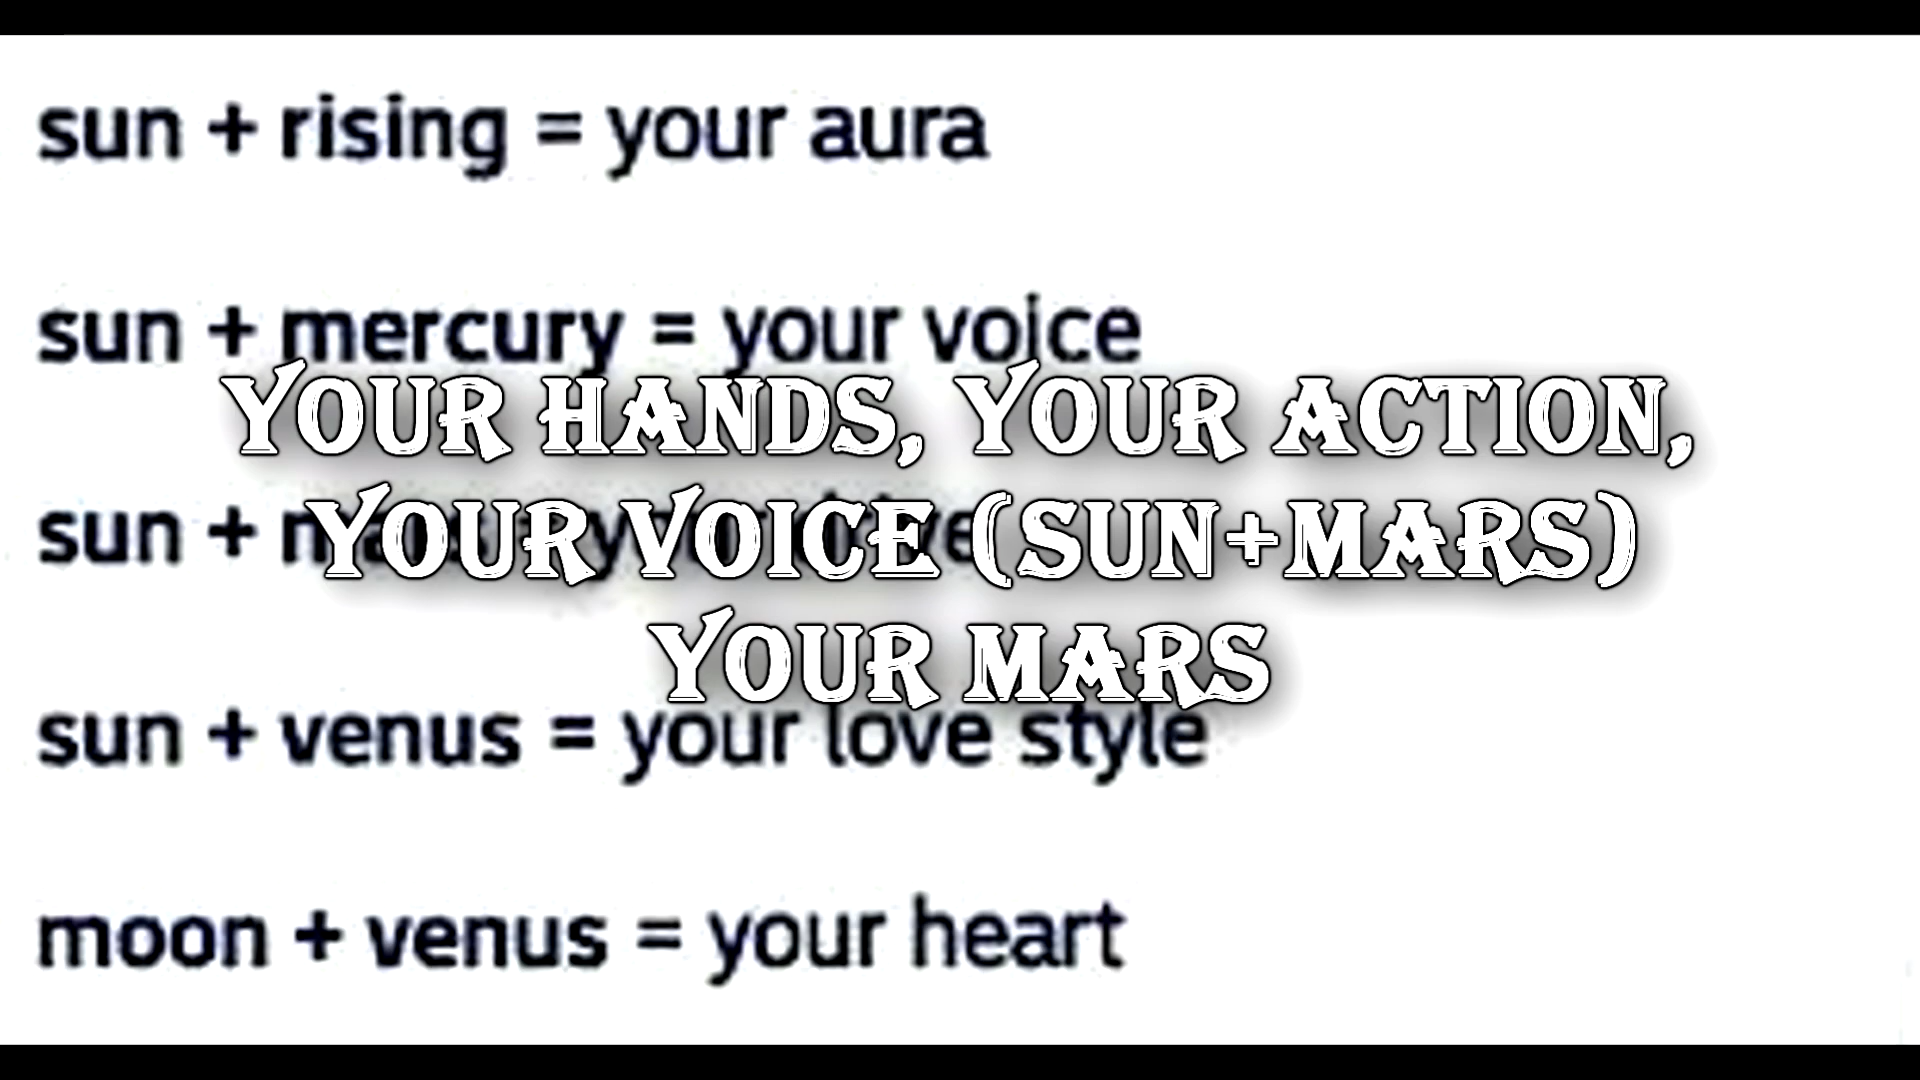 sun + rising = your aura
sun + mercury = your voice
YOUR HANDS, YOUR ACTION,
sun +
YOUR VOICE (SUN+MARS)
YOUR MARS
sun + venus = your love style
moon + venus = your heart